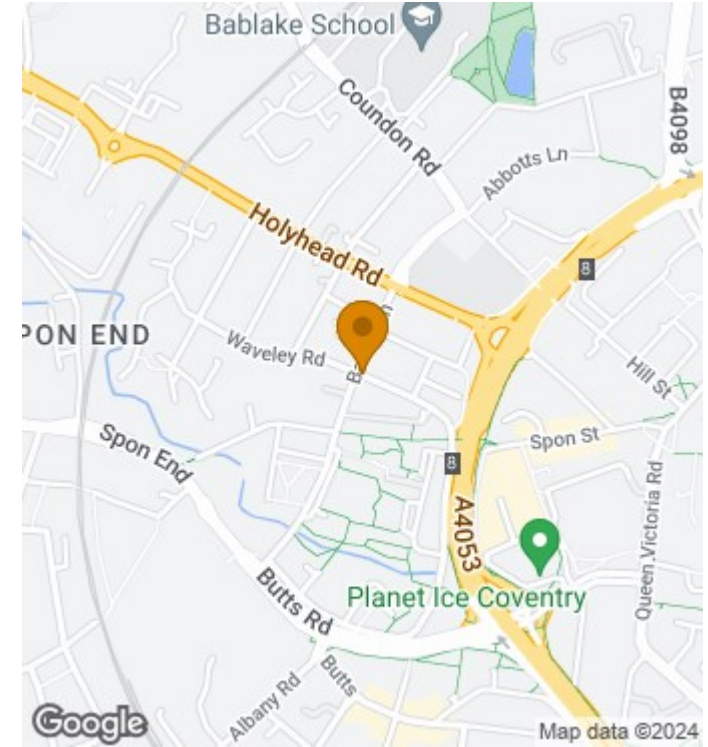 Bablake School
Coundon Rd
B4098
Abbotts Ln
Holyhead Rd
8
PON END
Waveley Rd
Hill St
Spon End
Spon St
8
A4053
Queen Victoria Rd
Planet Ice Coventry
Butts Rd
Butts
Albany Rd
Google
Map data ©2024